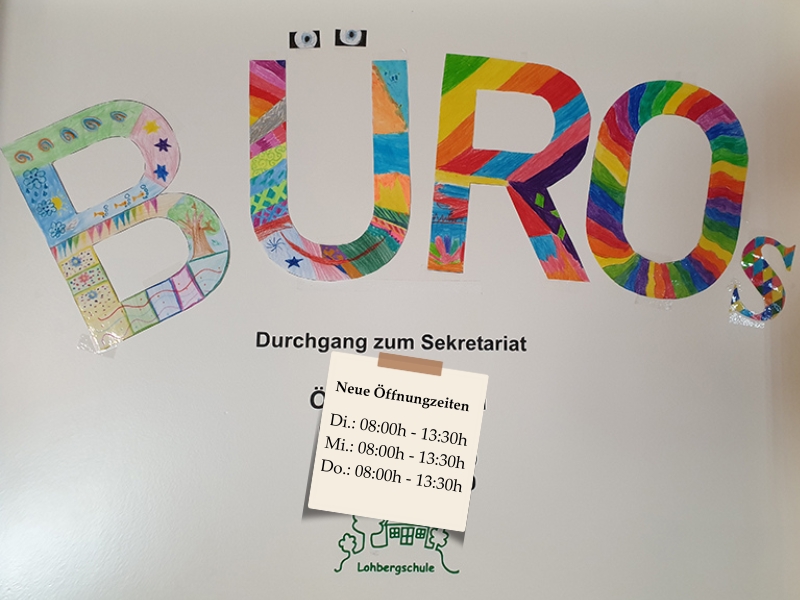 BÜROs
Durchgang zum Sekretariat
Neue Öffnungzeiten
Di.: 08:00h - 13:30h
Mi.: 08:00h - 13:30h
Do.: 08:00h - 13:30h
Lohbergschule